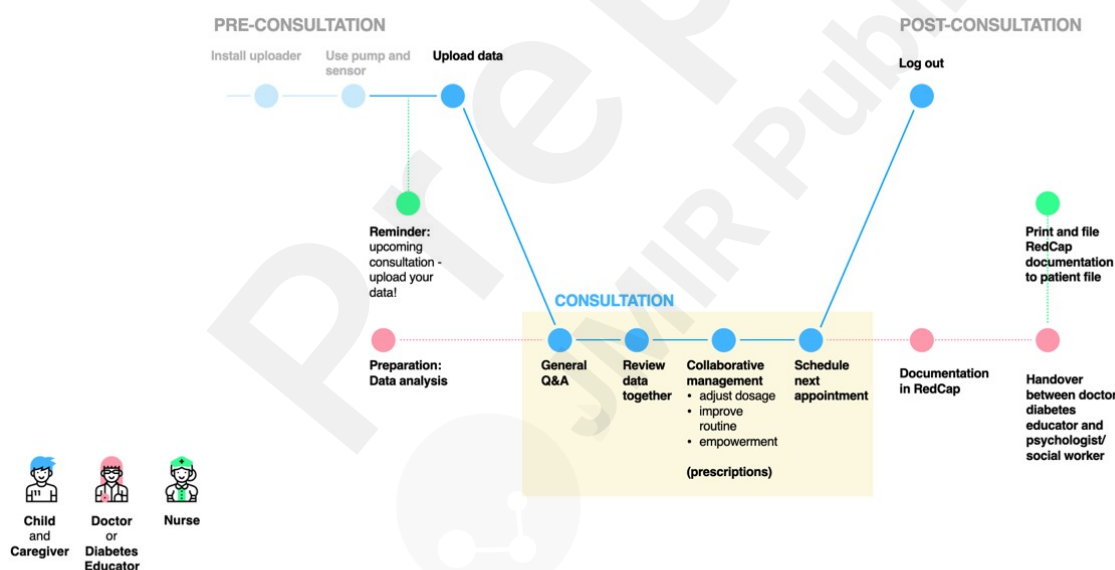 PRE-CONSULTATION
POST-CONSULTATION
Install uploader
Use pump and
sensor
Upload data
Log out
Reminder:
upcoming
consultation -
upload your
data!
Print and file
RedCap
documentation
to patient file
CONSULTATION
Preparation:
Data analysis
General
Q&A
Review
data
together
Collaborative
management
• adjust dosage
• improve
routine
• empowerment
(prescriptions)
Schedule
next
appointment
Documentation
in RedCap
Handover
between doctor
diabetes
educator and
psychologist/
social worker
Child
and
Caregiver
Doctor
or
Diabetes
Educator
Nurse
Prep
JMIR Publi